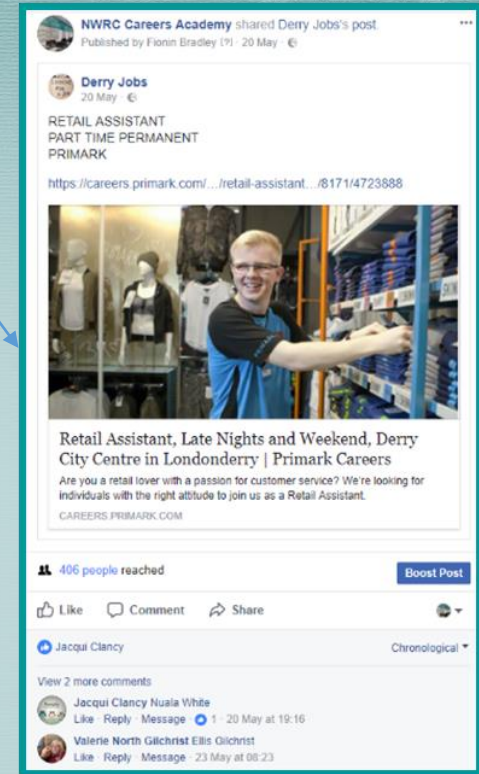 NWRC Careers Academy shared Derry Jobs's post.
Published by Fionin Bradley [?] · 20 May ·
Derry Jobs
20 May ·
RETAIL ASSISTANT
PART TIME PERMANENT
PRIMARK
https://careers.primark.com/…/retail-assistant…/8171/4723888
Retail Assistant, Late Nights and Weekend, Derry
City Centre in Londonderry | Primark Careers
Are you a retail lover with a passion for customer service? We're looking for
individuals with the right attitude to join us as a Retail Assistant.
CAREERS.PRIMARK.COM
406 people reached
Boost Post
Like Comment Share
Jacqui Clancy
Chronological
View 2 more comments
Jacqui Clancy Nuala White
Like · Reply · Message · 1 · 20 May at 19:16
Valerie North Gilchrist Ellis Gilchrist
Like · Reply · Message · 23 May at 08:23